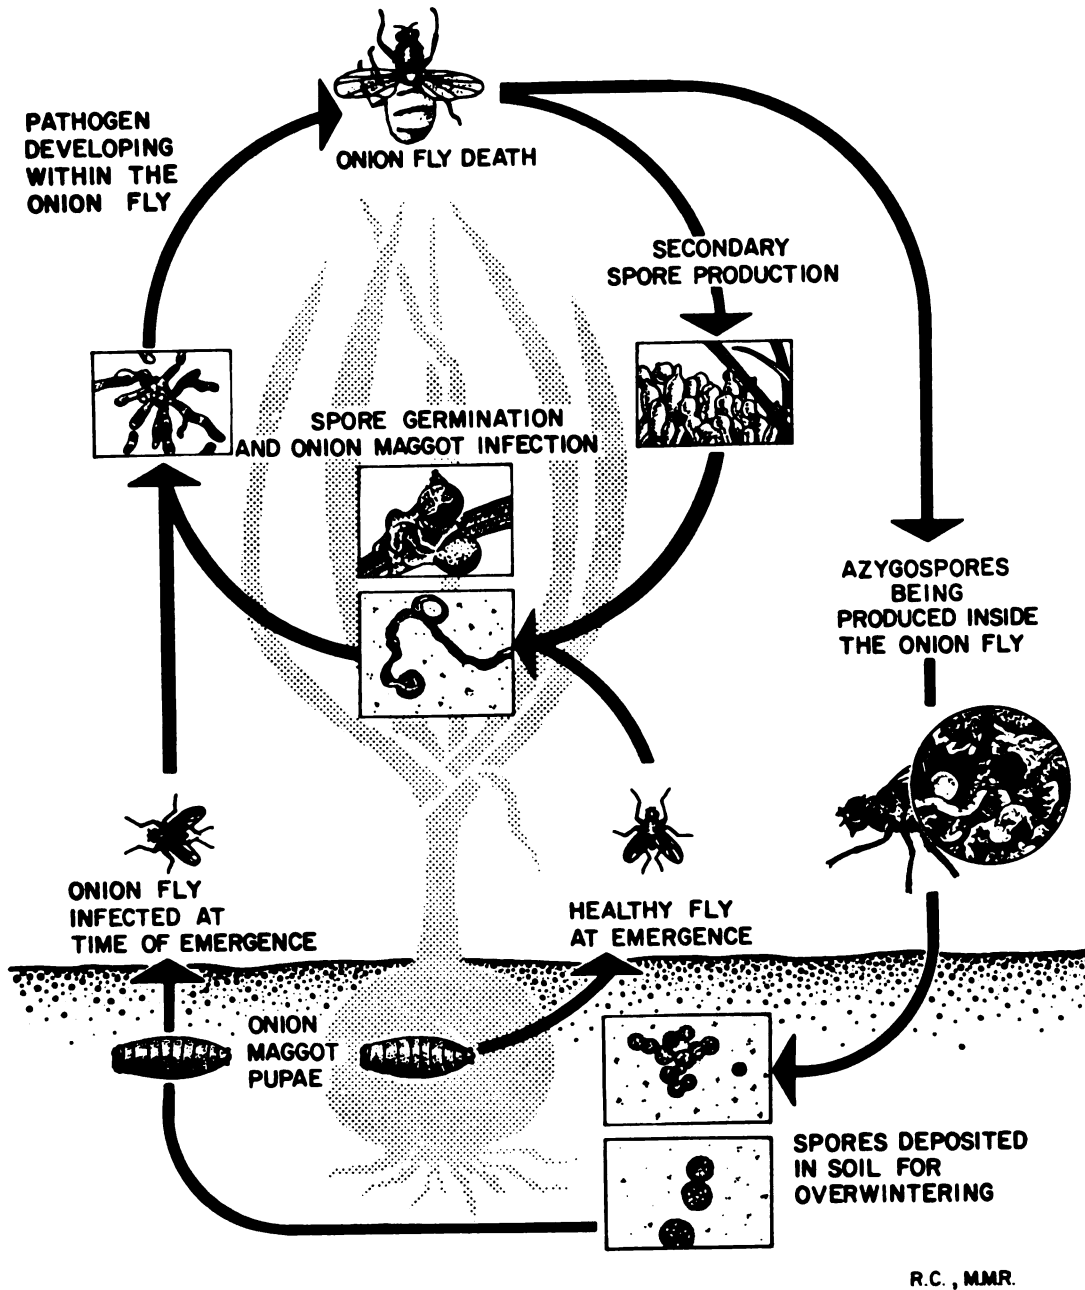 ONION FLY DEATH
PATHOGEN
DEVELOPING
WITHIN THE
ONION FLY
SECONDARY
SPORE PRODUCTION
SPORE GERMINATION
AND ONION MAGGOT INFECTION
AZYGOSPORES
BEING
PRODUCED INSIDE
THE ONION FLY
ONION FLY
INFECTED AT
TIME OF EMERGENCE
HEALTHY FLY
AT EMERGENCE
ONION
MAGGOT
PUPAE
SPORES DEPOSITED
IN SOIL FOR
OVERWINTERING
R.C., M.M.R.